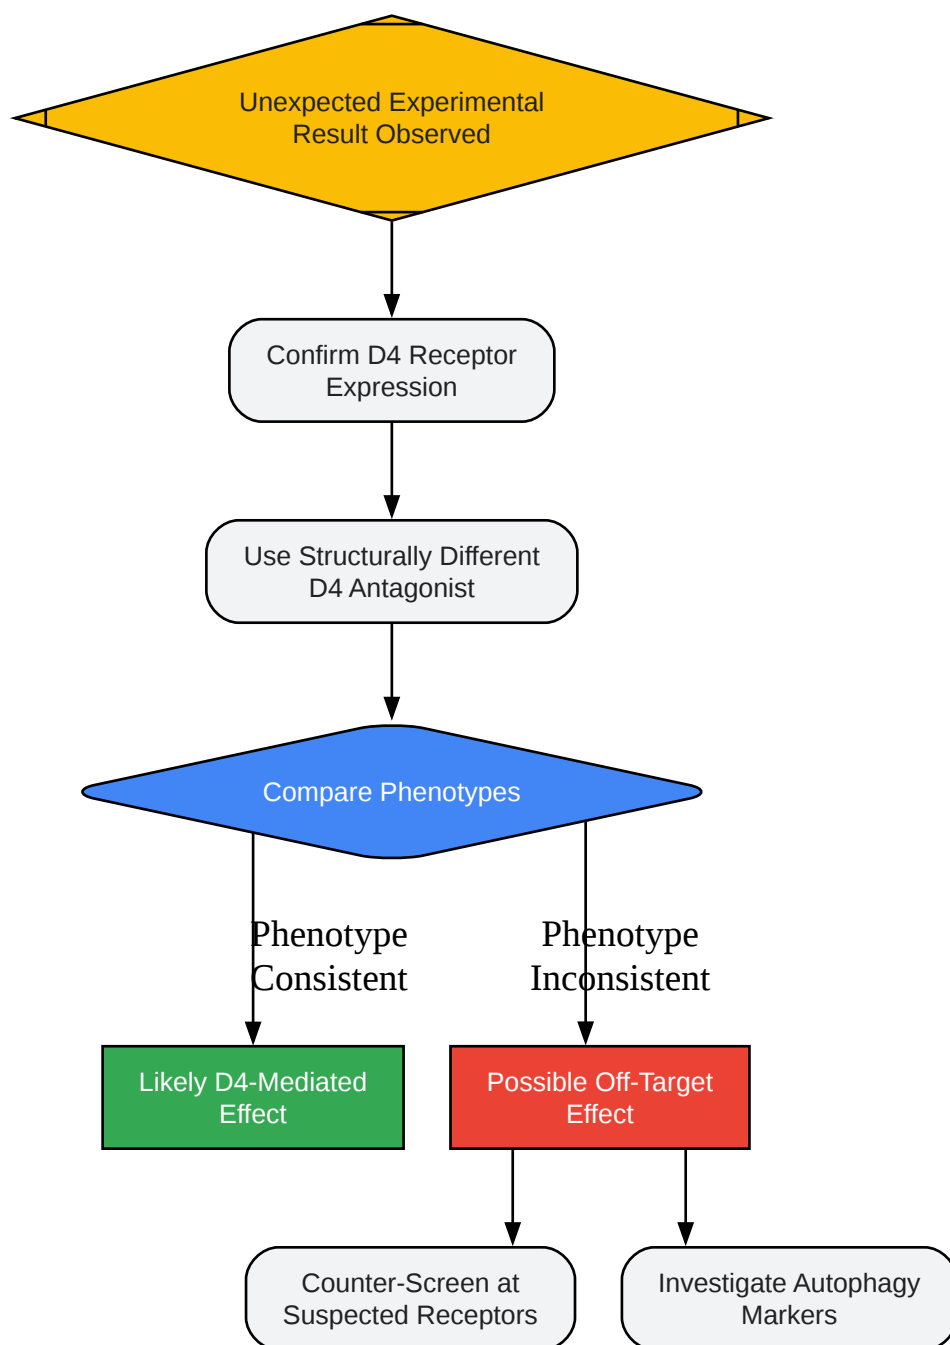 Unexpected Experimental
Result Observed
Confirm D4 Receptor
Expression
Use Structurally Different
D4 Antagonist
Compare Phenotypes
Phenotype
Consistent
Phenotype
Inconsistent
Likely D4-Mediated
Effect
Possible Off-Target
Effect
Counter-Screen at
Suspected Receptors
Investigate Autophagy
Markers